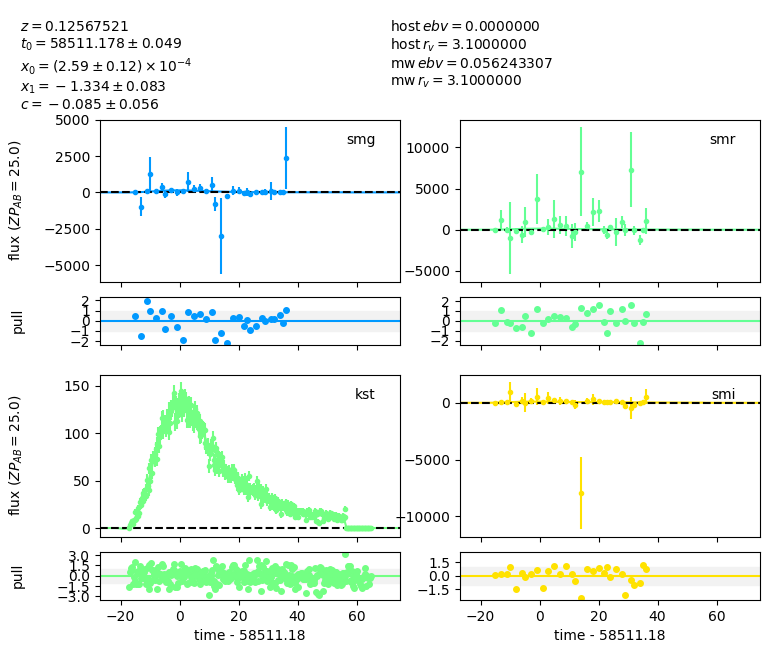 z = 0.12567521
t₀ = 58511.178 ± 0.049
x₀ = (2.59 ± 0.12) × 10⁻⁴
x₁ = −1.334 ± 0.083
c = −0.085 ± 0.056
host ebv = 0.0000000
host r_v = 3.1000000
mw ebv = 0.056243307
mw r_v = 3.1000000
flux (ZP_AB = 25.0)
5000
2500
0
−2500
−5000
smg
10000
5000
0
−5000
smr
pull
2
1
0
−1
−2
2
1
0
−1
−2
flux (ZP_AB = 25.0)
150
100
50
0
kst
0
−5000
−10000
smi
pull
3.0
1.5
0.0
−1.5
−3.0
1.5
0.0
−1.5
−20 0 20 40 60
−20 0 20 40 60
time - 58511.18
time - 58511.18